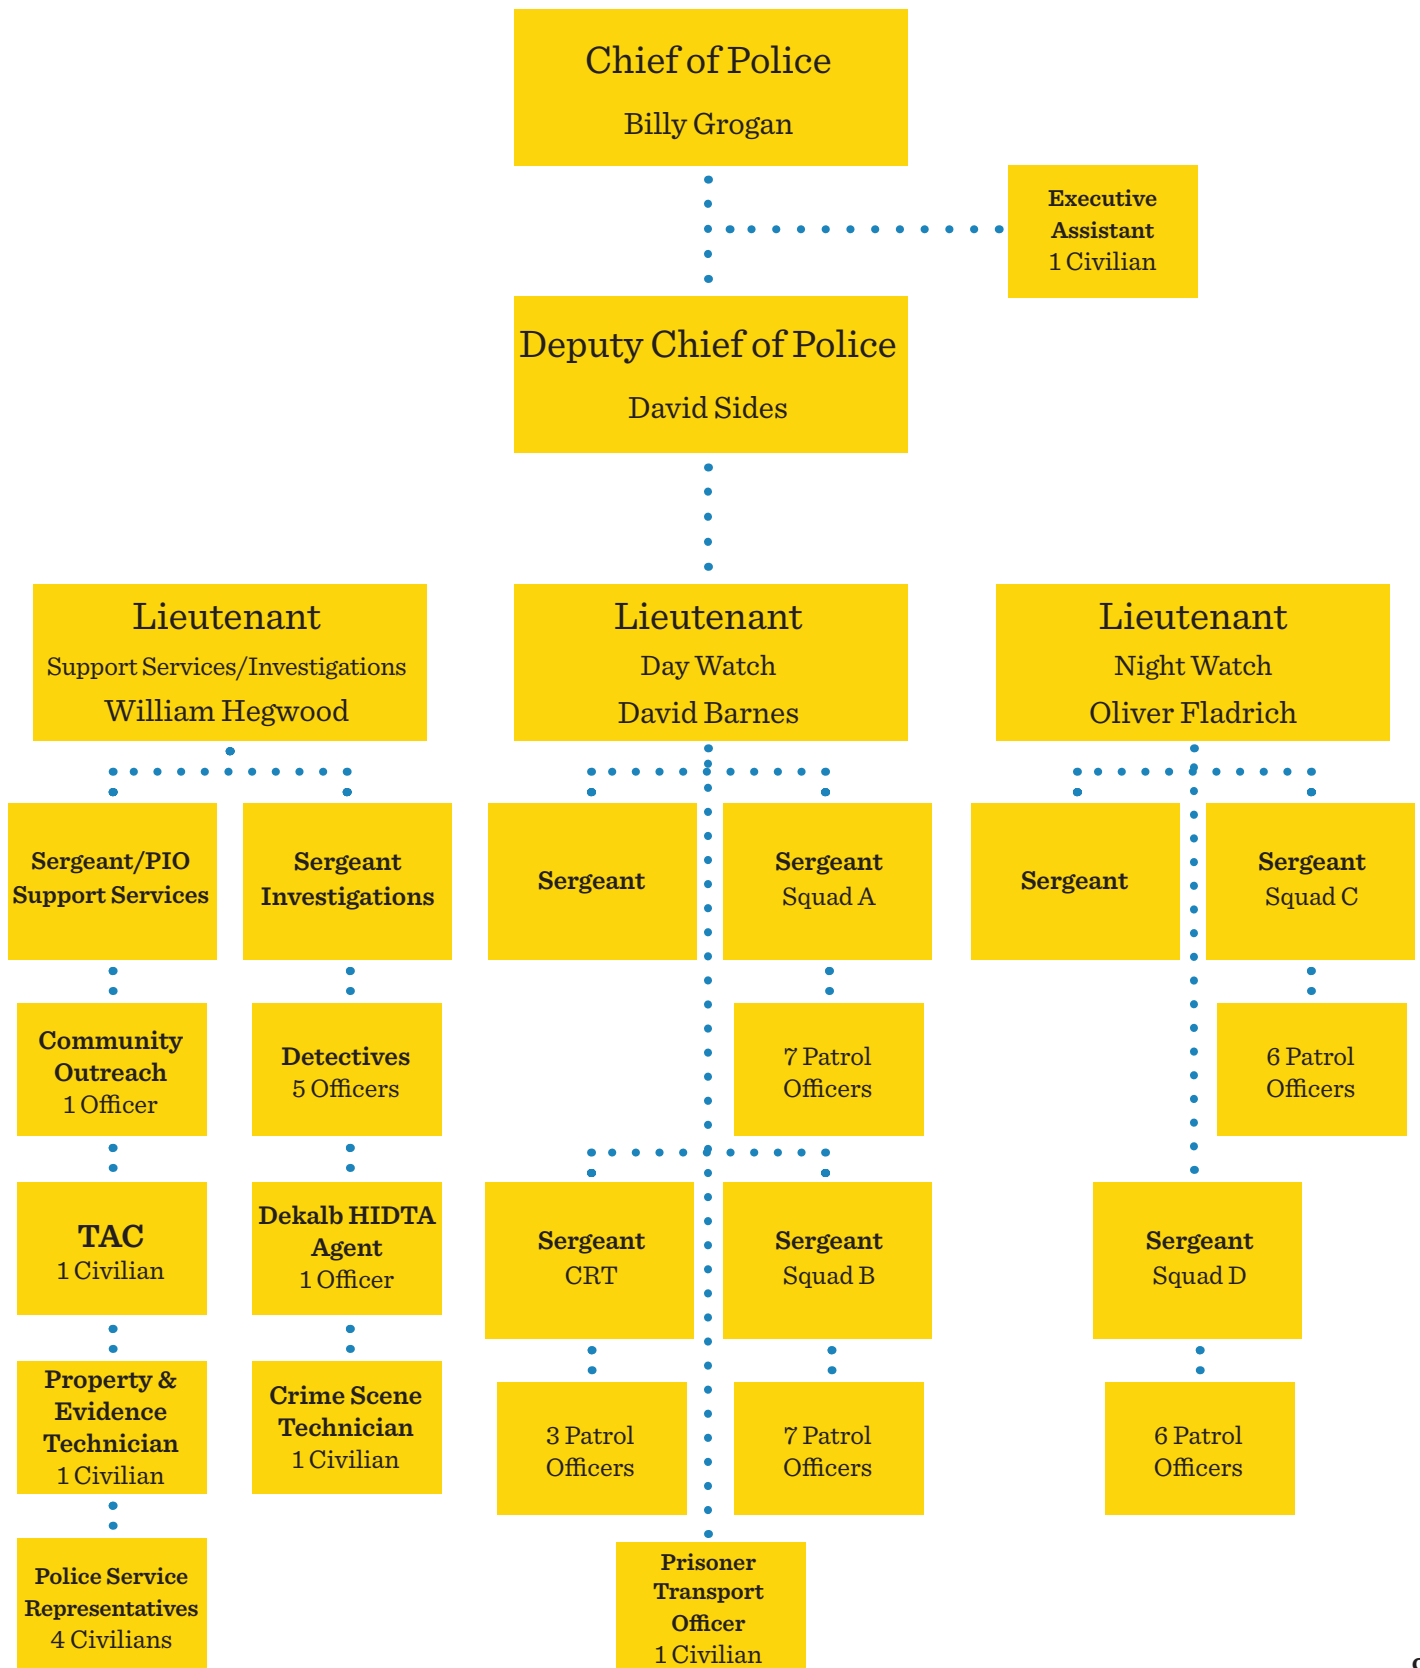 Chief of Police
Billy Grogan
Executive
Assistant
1 Civilian
Deputy Chief of Police
David Sides
Lieutenant
Support Services/Investigations
William Hegwood
Lieutenant
Day Watch
David Barnes
Lieutenant
Night Watch
Oliver Fladrich
Sergeant/PIO
Support Services
Sergeant
Investigations
Sergeant
Sergeant
Squad A
Sergeant
Sergeant
Squad C
Community
Outreach
1 Officer
Detectives
5 Officers
7 Patrol
Officers
6 Patrol
Officers
TAC
1 Civilian
Dekalb HIDTA
Agent
1 Officer
Sergeant
CRT
Sergeant
Squad B
Sergeant
Squad D
Property &
Evidence
Technician
1 Civilian
Crime Scene
Technician
1 Civilian
3 Patrol
Officers
7 Patrol
Officers
6 Patrol
Officers
Police Service
Representatives
4 Civilians
Prisoner
Transport
Officer
1 Civilian